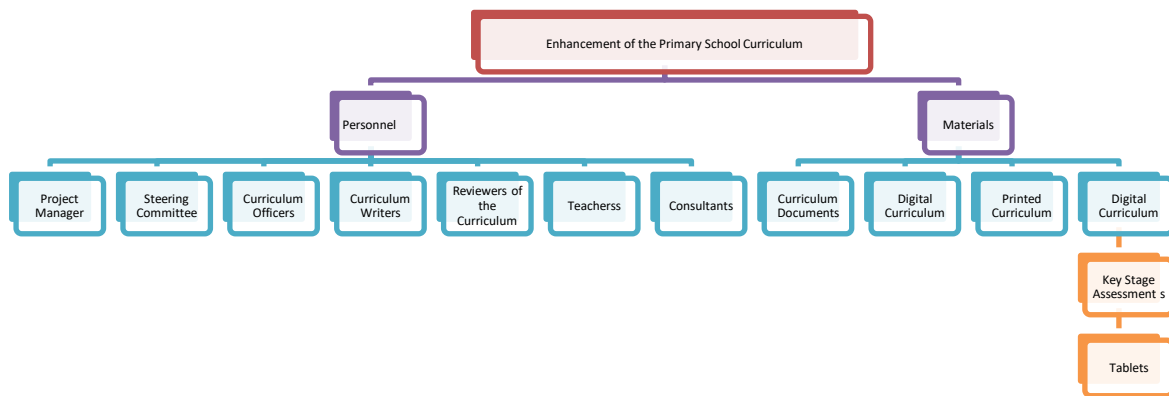 Enhancement of the Primary School Curriculum
Personnel
Materials
Project
Manager
Steering
Committee
Curriculum
Officers
Curriculum
Writers
Reviewers of
the
Curriculum
Teacherss
Consultants
Curriculum
Documents
Digital
Curriculum
Printed
Curriculum
Digital
Curriculum
Key Stage
Assessment s
Tablets